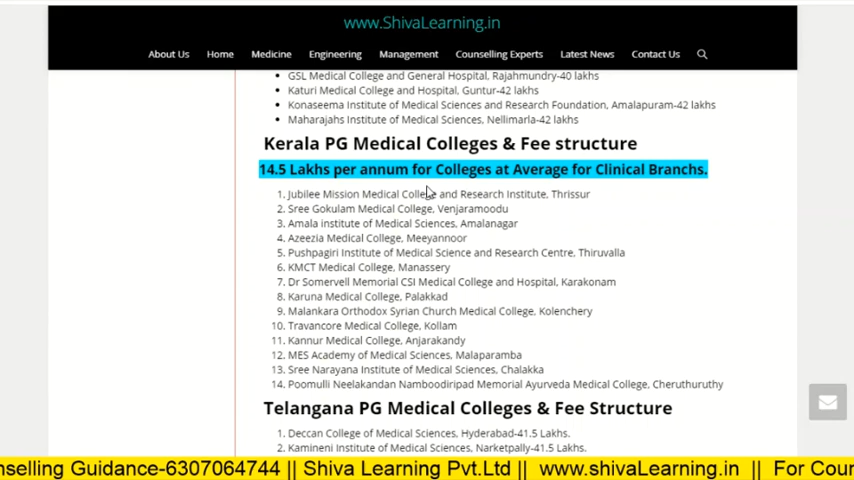 www.ShivaLearning.in
About Us Home Medicine Engineering Management Counselling Experts Latest News Contact Us
GSL Medical College and General Hospital, Rajahmundry-40 lakhs
Katuri Medical College and Hospital, Guntur-42 lakhs
Konaseema Institute of Medical Sciences and Research Foundation, Amalapuram-42 lakhs
Maharajahs Institute of Medical Sciences, Nellimarla-42 lakhs
Kerala PG Medical Colleges & Fee structure
14.5 Lakhs per annum for Colleges at Average for Clinical Branchs.
1. Jubilee Mission Medical College and Research Institute, Thrissur
2. Sree Gokulam Medical College, Venjaramoodu
3. Amala institute of Medical Sciences, Amalanagar
4. Azeezia Medical College, Meeyannoor
5. Pushpagiri Institute of Medical Science and Research Centre, Thiruvalla
6. KMCT Medical College, Manassery
7. Dr Somervell Memorial CSI Medical College and Hospital, Karakonam
8. Karuna Medical College, Palakkad
9. Malankara Orthodox Syrian Church Medical College, Kolenchery
10. Travancore Medical College, Kollam
11. Kannur Medical College, Anjarakandy
12. MES Academy of Medical Sciences, Malaparamba
13. Sree Narayana Institute of Medical Sciences, Chalakka
14. Poomulli Neelakandan Namboodiripad Memorial Ayurveda Medical College, Cheruthuruthy
Telangana PG Medical Colleges & Fee Structure
1. Deccan College of Medical Sciences, Hyderabad-41.5 Lakhs.
2. Kamineni Institute of Medical Sciences, Narketpally-41.5 Lakhs.
nselling Guidance-6307064744 || Shiva Learning Pvt.Ltd || www.shivaLearning.in || For Cour